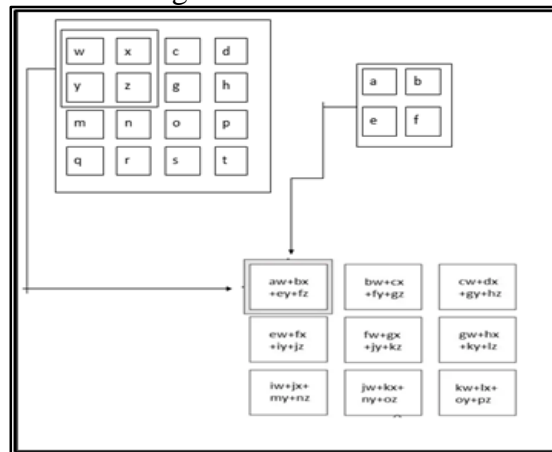 w x c d
y z g h
m n o p
q r s t
a b
e f
aw+bx
+ey+fz
bw+cx
+fy+gz
cw+dx
+gy+hz
ew+fx
+iy+jz
fw+gx
+jy+kz
gw+hx
+ky+lz
iw+jx+
my+nz
jw+kx+
ny+oz
kw+lx+
oy+pz